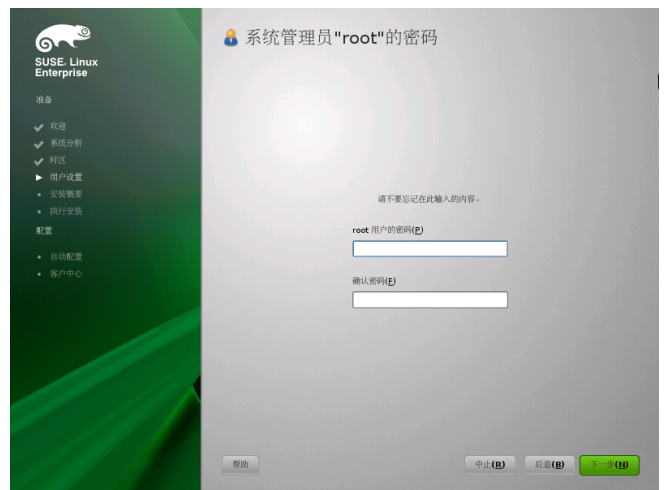 SUSE. Linux
Enterprise
准备
欢迎
系统分析
时区
用户设置
安装概要
执行安装
配置
自动配置
客户中心
系统管理员"root"的密码
请不要忘记在此输入的内容。
root 用户的密码(P)
确认密码(F)
帮助
中止(R)
后退(B)
下一步(N)